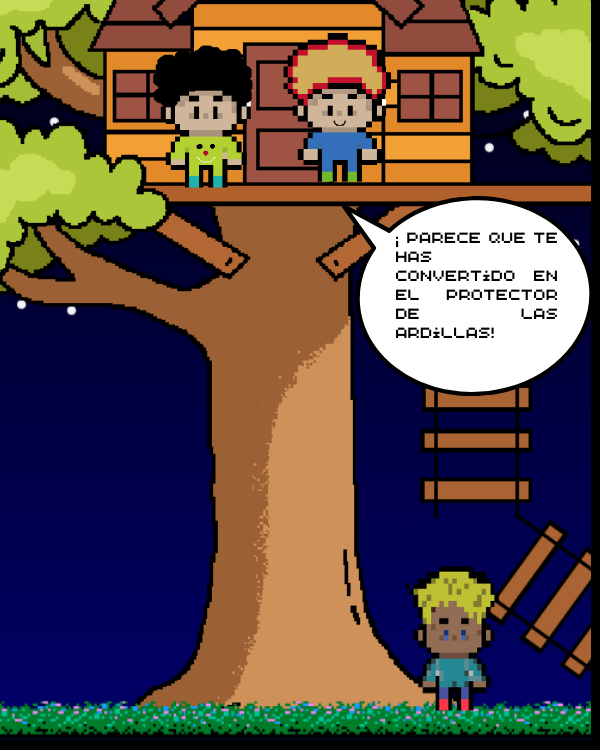 ¡ PARECE QUE TE
HAS
CONVERTIDO EN
EL PROTECTOR
DE LAS
ARDILLAS!